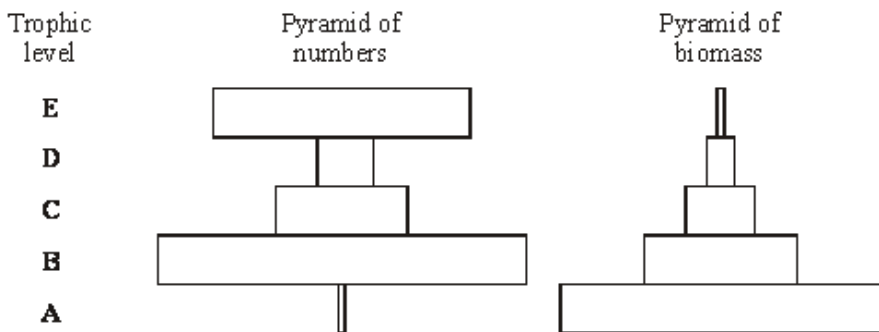 Trophic level
Pyramid of numbers
Pyramid of biomass
E
D
C
B
A